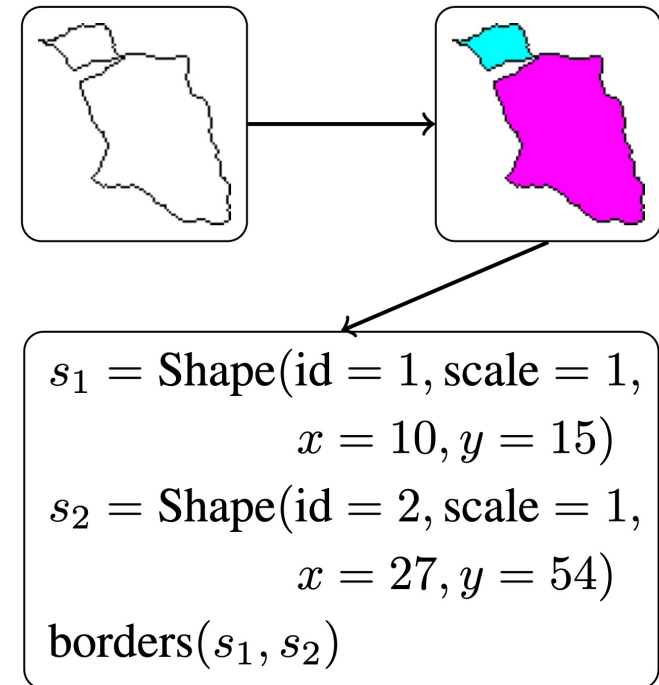 s₁ = Shape(id = 1, scale = 1,
x = 10, y = 15)
s₂ = Shape(id = 2, scale = 1,
x = 27, y = 54)
borders(s₁, s₂)